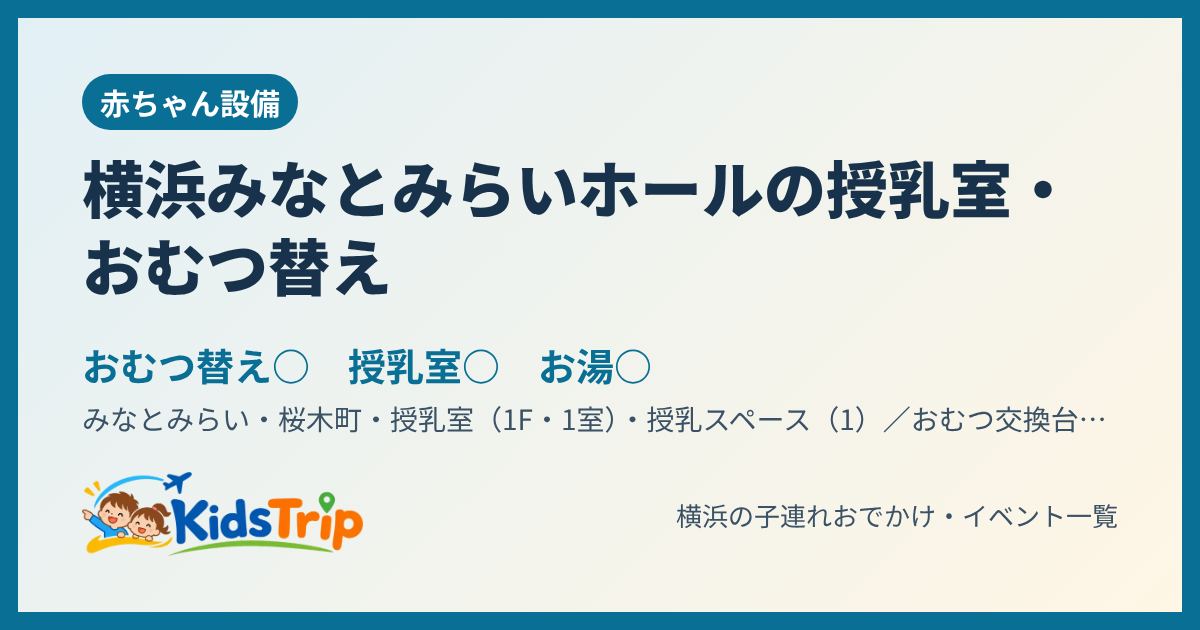 赤ちゃん設備
横浜みなとみらいホールの授乳室・
おむつ替え
おむつ替え○　授乳室○　お湯○
みなとみらい・桜木町・授乳室（1F・1室）・授乳スペース（1）／おむつ交換台…
KidsTrip
横浜の子連れおでかけ・イベント一覧